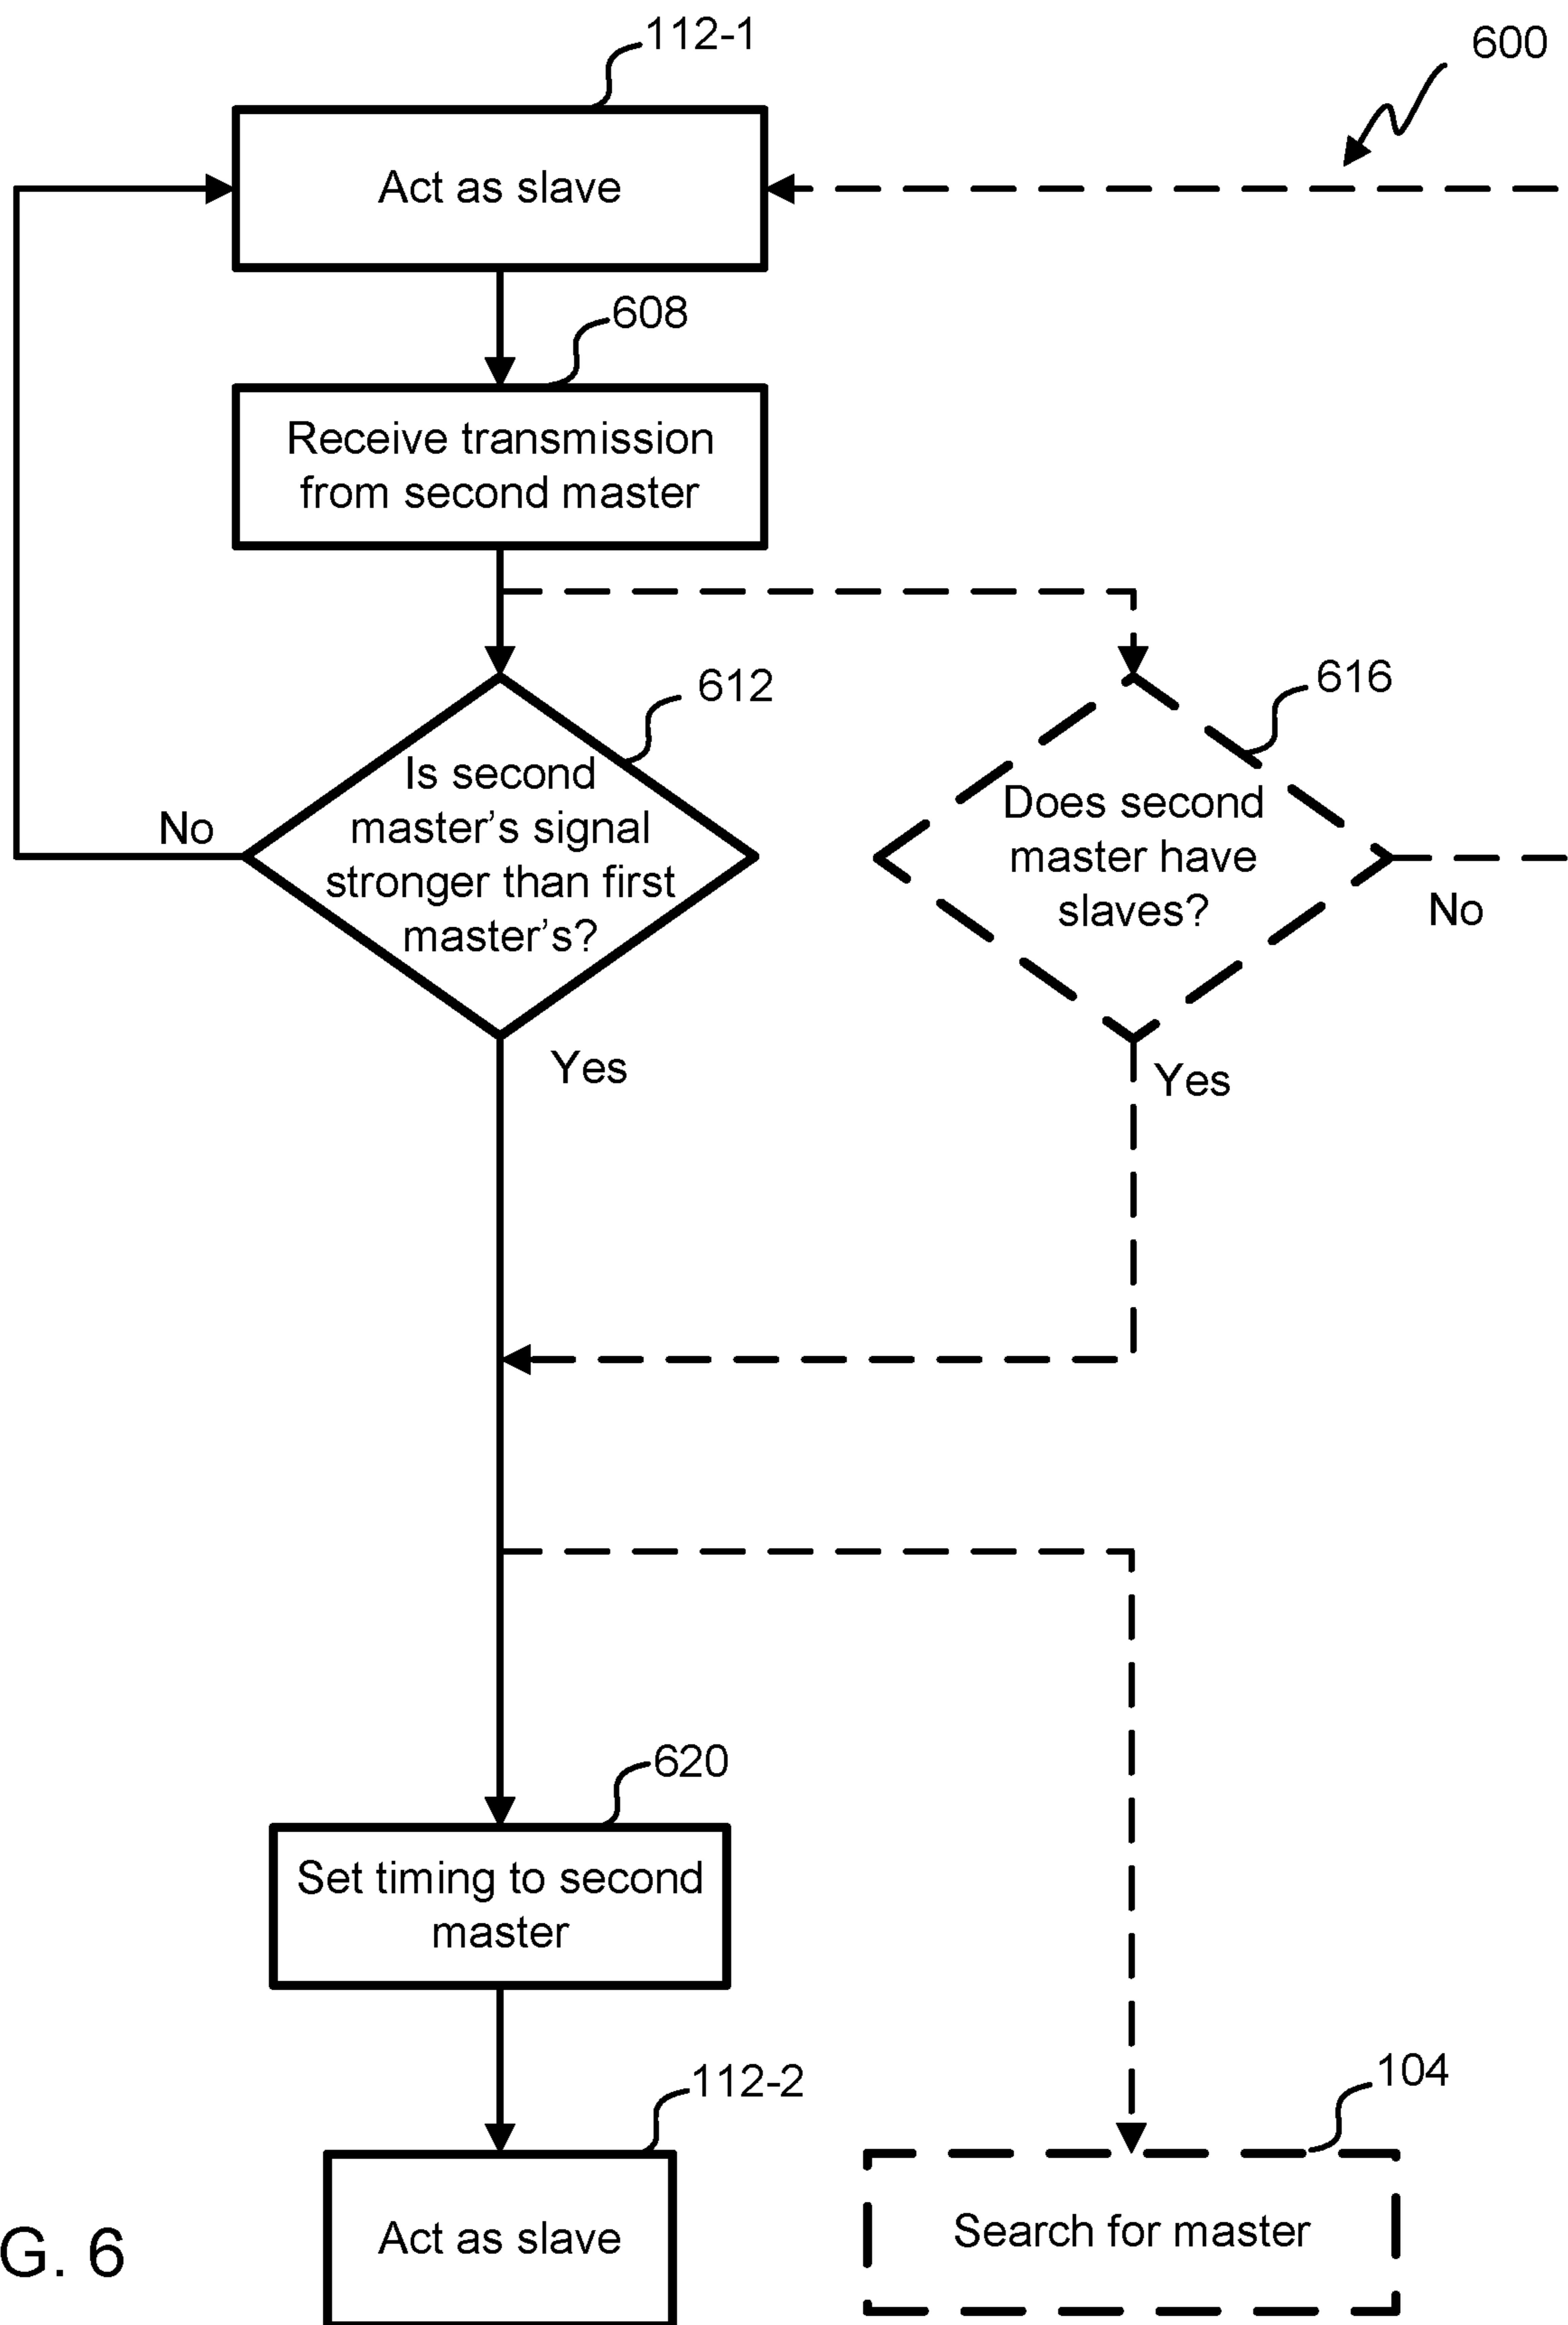 112-1
600
Act as slave
608
Receive transmission
from second master
612
616
Is second
master's signal
stronger than first
master's?
No
Does second
master have
slaves?
No
Yes
Yes
620
Set timing to second
master
112-2
104
Act as slave
Search for master
G. 6